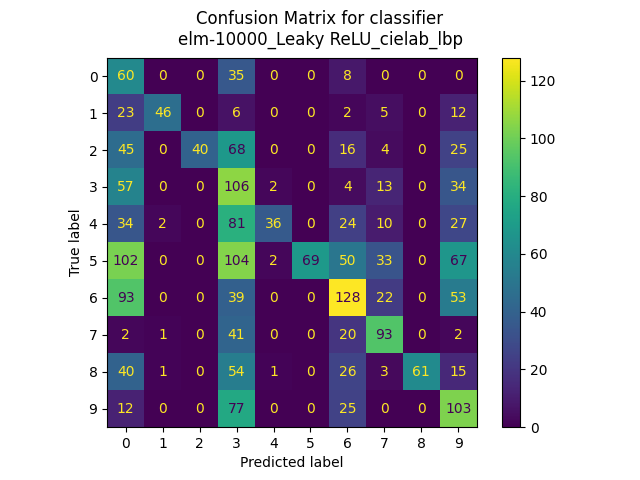 Confusion Matrix for classifier
elm-10000_Leaky ReLU_cielab_lbp
0 60 0 0 35 0 0 8 0 0 0
1 23 46 0 6 0 0 2 5 0 12
2 45 0 40 68 0 0 16 4 0 25
3 57 0 0 106 2 0 4 13 0 34
4 34 2 0 81 36 0 24 10 0 27
5 102 0 0 104 2 69 50 33 0 67
6 93 0 0 39 0 0 128 22 0 53
7 2 1 0 41 0 0 20 93 0 2
8 40 1 0 54 1 0 26 3 61 15
9 12 0 0 77 0 0 25 0 0 103
0 1 2 3 4 5 6 7 8 9
Predicted label
True label
120
100
80
60
40
20
0